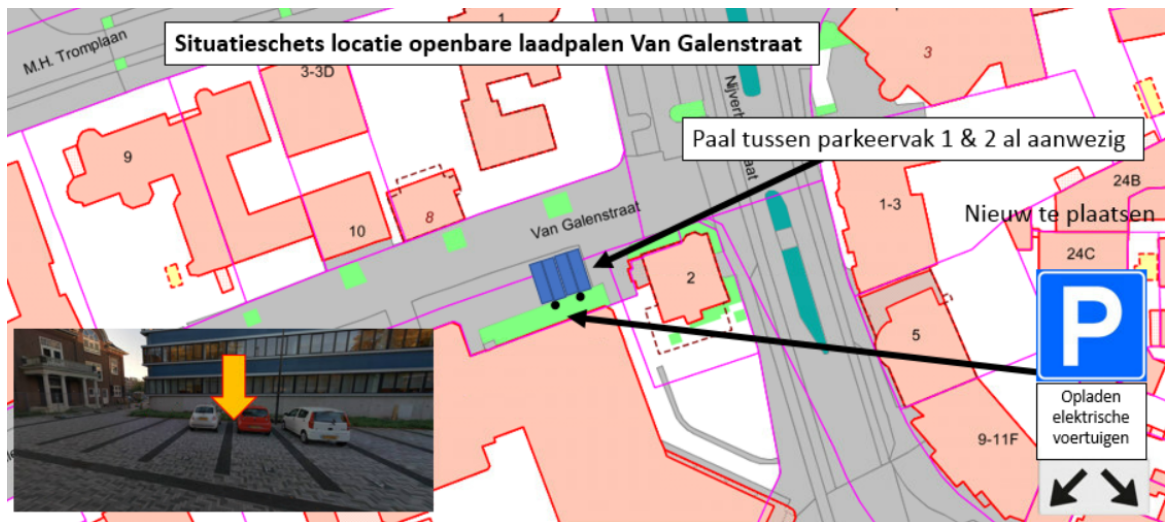 Situatieschets locatie openbare laadpalen Van Galenstraat
M.H. Tromplaan
1
3-3D
3
Paal tussen parkeervak 1 & 2 al aanwezig
9
8
10
Van Galenstraat
1-3
24B
Nieuw te plaatsen
24C
2
5
P
Opladen
elektrische
voertuigen
9-11F